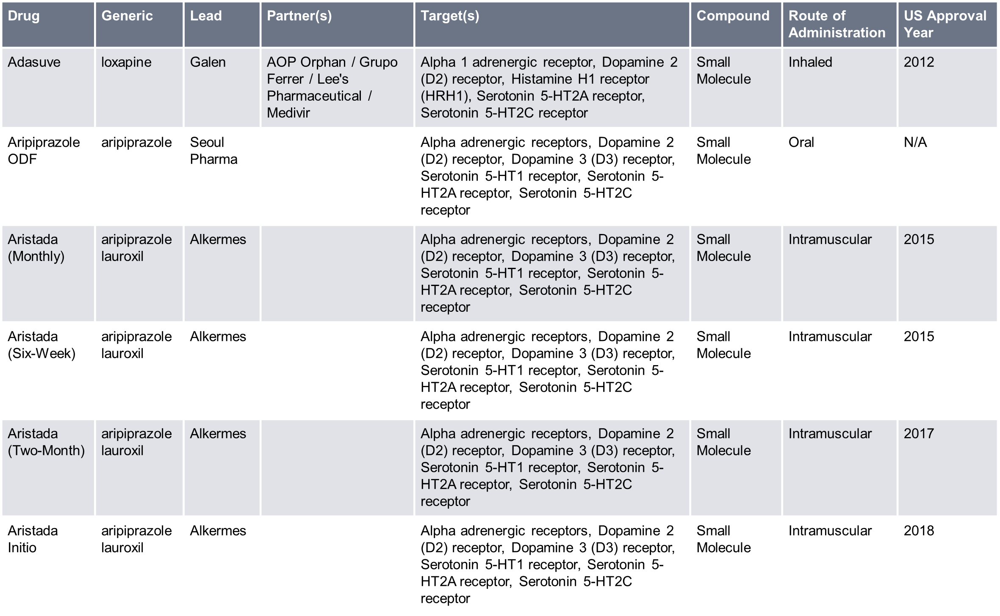 Drug
Generic
Lead
Partner(s)
Target(s)
Compound
Route of
Administration
US Approval
Year
Adasuve
loxapine
Galen
AOP Orphan / Grupo
Ferrer / Lee's
Pharmaceutical /
Medivir
Alpha 1 adrenergic receptor, Dopamine 2
(D2) receptor, Histamine H1 receptor
(HRH1), Serotonin 5-HT2A receptor,
Serotonin 5-HT2C receptor
Small
Molecule
Inhaled
2012
Aripiprazole
ODF
aripiprazole
Seoul
Pharma
Alpha adrenergic receptors, Dopamine 2
(D2) receptor, Dopamine 3 (D3) receptor,
Serotonin 5-HT1 receptor, Serotonin 5-
HT2A receptor, Serotonin 5-HT2C
receptor
Small
Molecule
Oral
N/A
Aristada
(Monthly)
aripiprazole
lauroxil
Alkermes
Alpha adrenergic receptors, Dopamine 2
(D2) receptor, Dopamine 3 (D3) receptor,
Serotonin 5-HT1 receptor, Serotonin 5-
HT2A receptor, Serotonin 5-HT2C
receptor
Small
Molecule
Intramuscular
2015
Aristada
(Six-Week)
aripiprazole
lauroxil
Alkermes
Alpha adrenergic receptors, Dopamine 2
(D2) receptor, Dopamine 3 (D3) receptor,
Serotonin 5-HT1 receptor, Serotonin 5-
HT2A receptor, Serotonin 5-HT2C
receptor
Small
Molecule
Intramuscular
2015
Aristada
(Two-Month)
aripiprazole
lauroxil
Alkermes
Alpha adrenergic receptors, Dopamine 2
(D2) receptor, Dopamine 3 (D3) receptor,
Serotonin 5-HT1 receptor, Serotonin 5-
HT2A receptor, Serotonin 5-HT2C
receptor
Small
Molecule
Intramuscular
2017
Aristada
Initio
aripiprazole
lauroxil
Alkermes
Alpha adrenergic receptors, Dopamine 2
(D2) receptor, Dopamine 3 (D3) receptor,
Serotonin 5-HT1 receptor, Serotonin 5-
HT2A receptor, Serotonin 5-HT2C
receptor
Small
Molecule
Intramuscular
2018